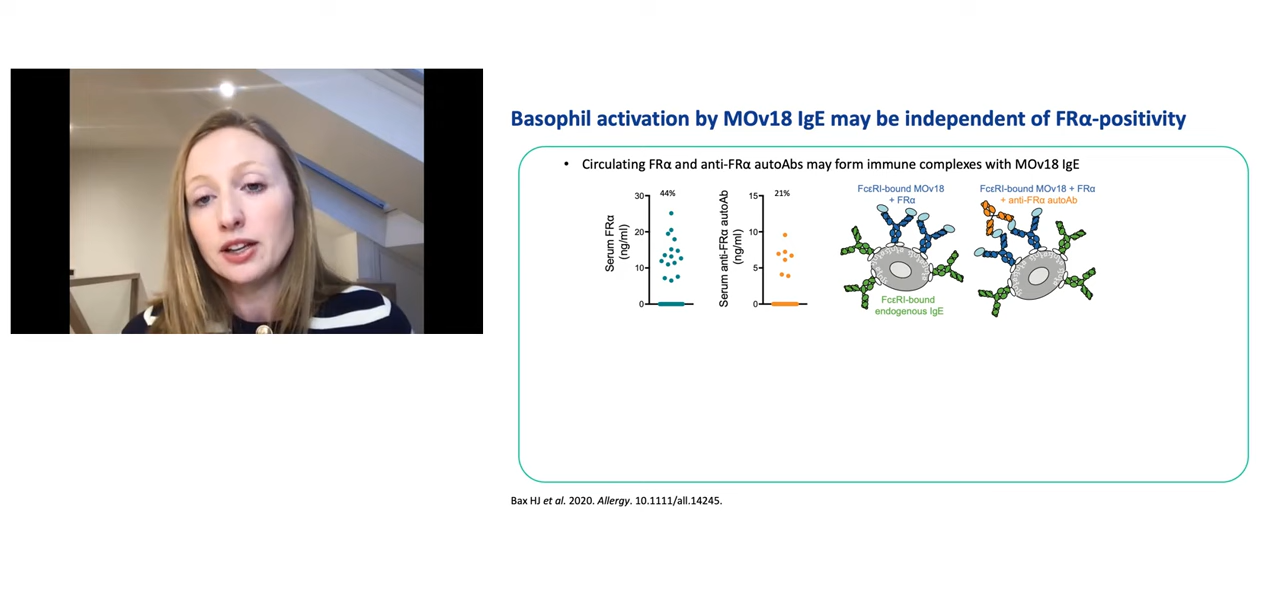 Basophil activation by MOv18 IgE may be independent of FRα-positivity
• Circulating FRα and anti-FRα autoAbs may form immune complexes with MOv18 IgE
44%
Serum FRα
(ng/ml)
30
20
10
0
21%
Serum anti-FRα autoAb
(ng/ml)
15
10
5
0
FcεRI-bound MOv18
+ FRα
FcεRI-bound
endogenous IgE
FcεRI-bound MOv18 + FRα
+ anti-FRα autoAb
Bax HJ et al. 2020. Allergy. 10.1111/all.14245.